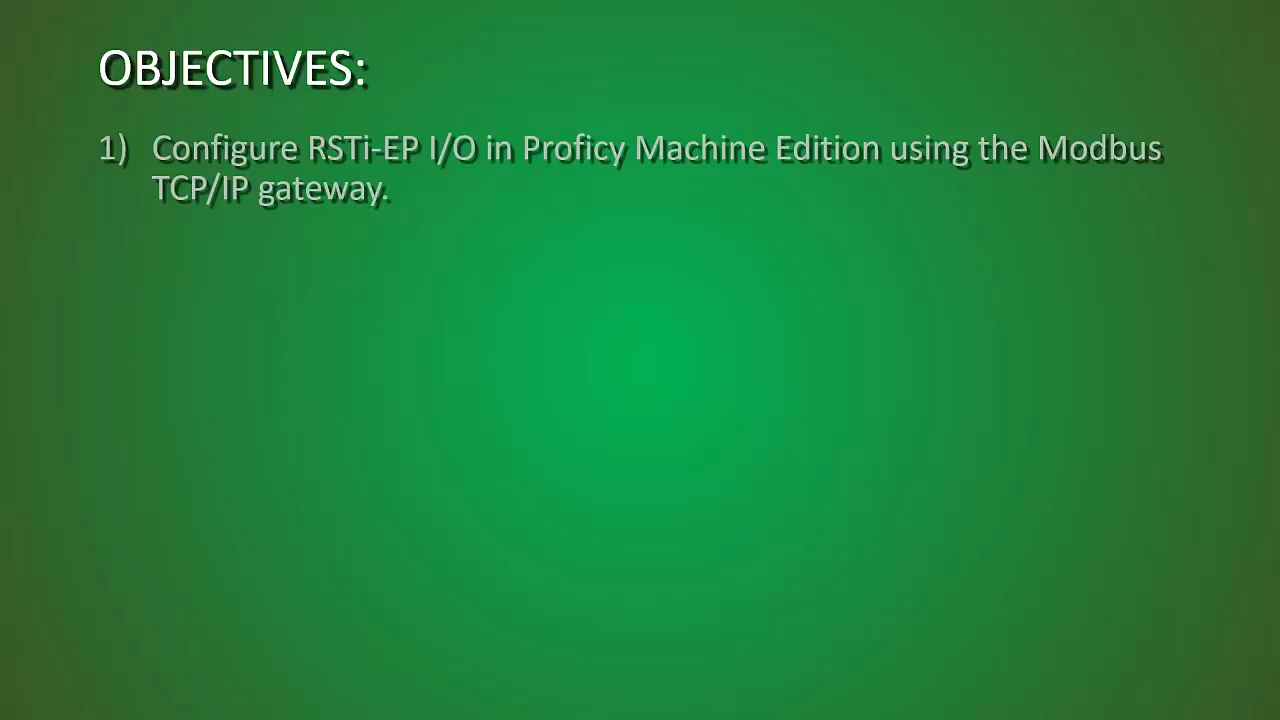 OBJECTIVES:
1) Configure RSTi-EP I/O in Proficy Machine Edition using the Modbus
TCP/IP gateway.